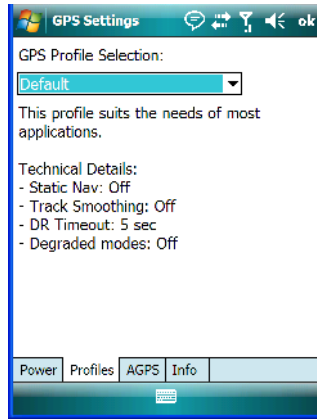 GPS Settings ok
GPS Profile Selection:
Default
This profile suits the needs of most
applications.
Technical Details:
- Static Nav: Off
- Track Smoothing: Off
- DR Timeout: 5 sec
- Degraded modes: Off
Power Profiles AGPS Info